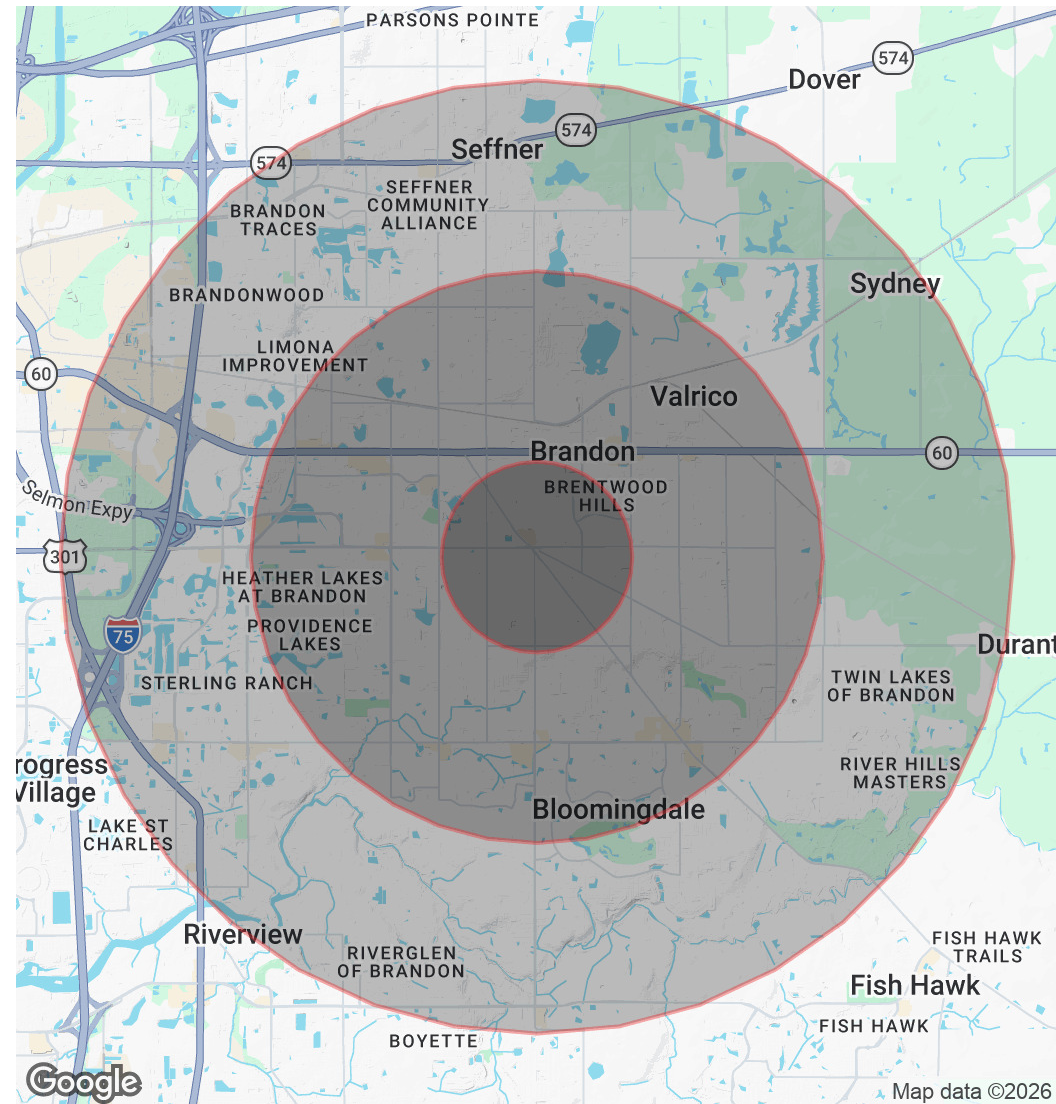 PARSONS POINTE
574
Dover
574
Seffner
574
SEFFNER
COMMUNITY
ALLIANCE
BRANDON
TRACES
Sydney
BRANDONWOOD
LIMONA
IMPROVEMENT
60
Valrico
Brandon
60
BRENTWOOD
HILLS
Selmon Expy
301
HEATHER LAKES
AT BRANDON
PROVIDENCE
LAKES
75
Durant
STERLING RANCH
TWIN LAKES
OF BRANDON
rogress
Village
RIVER HILLS
MASTERS
Bloomingdale
LAKE ST
CHARLES
Riverview
RIVERGLEN
OF BRANDON
FISH HAWK
TRAILS
Fish Hawk
FISH HAWK
BOYETTE
Google
Map data ©2026